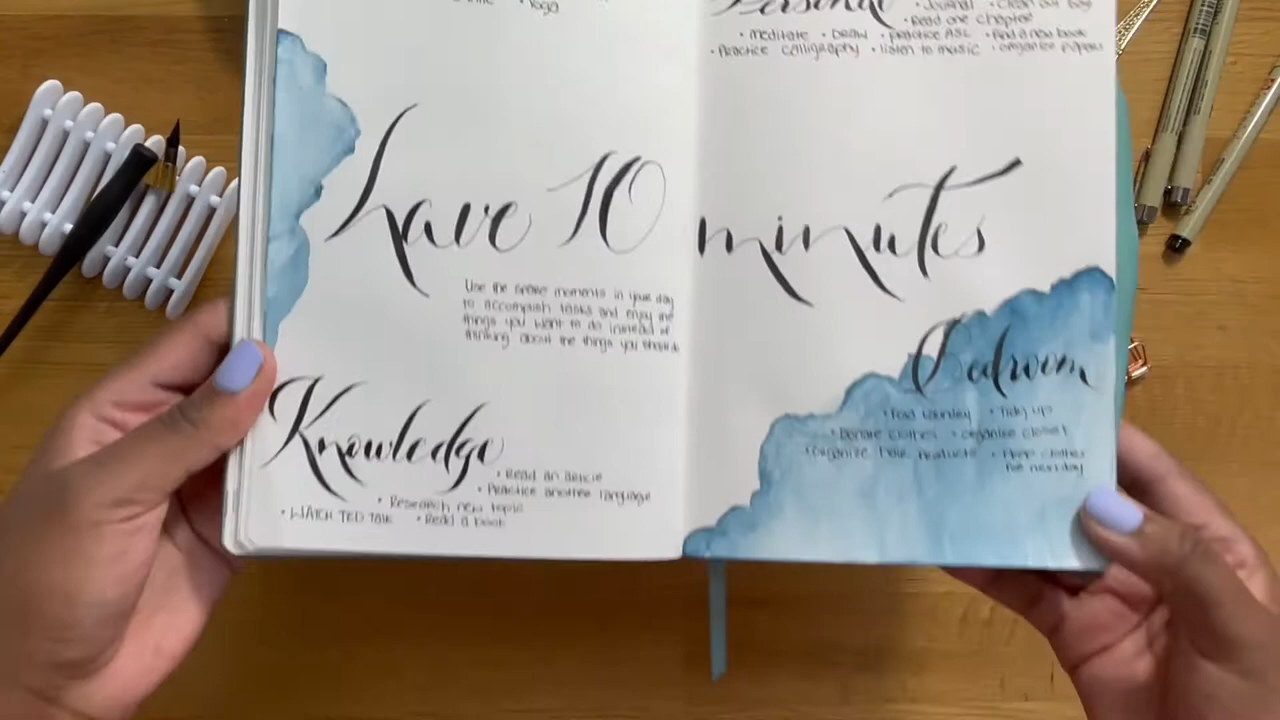 • Yoga
Personal • Journal • Clean out bag
• Read one chapter
• meditate • Draw • practice ASL • Find a new book
• Practice calligraphy • listen to music • organize papers
have 10 minutes
Use the spare moments in your day
to accomplish tasks and enjoy the
things you want to do instead of
thinking about the things you should
Knowledge
• Read an article
• Practice another language
• Research new topic
• WATCH TED Talk • Read a book
Bedroom
• Fold laundry • Tidy up
• Donate clothes • organize closet
• organize hair products • Prep clothes
for next day